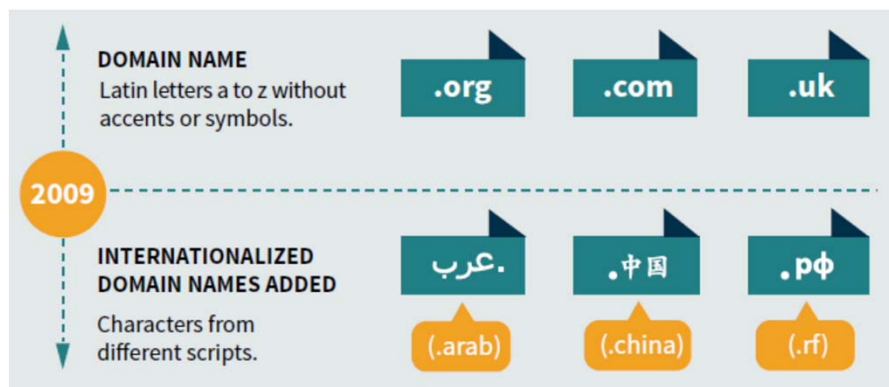 DOMAIN NAME
Latin letters a to z without
accents or symbols.
.org
.com
.uk
2009
INTERNATIONALIZED
DOMAIN NAMES ADDED
Characters from
different scripts.
.عرب
.中国
.рф
(.arab)
(.china)
(.rf)